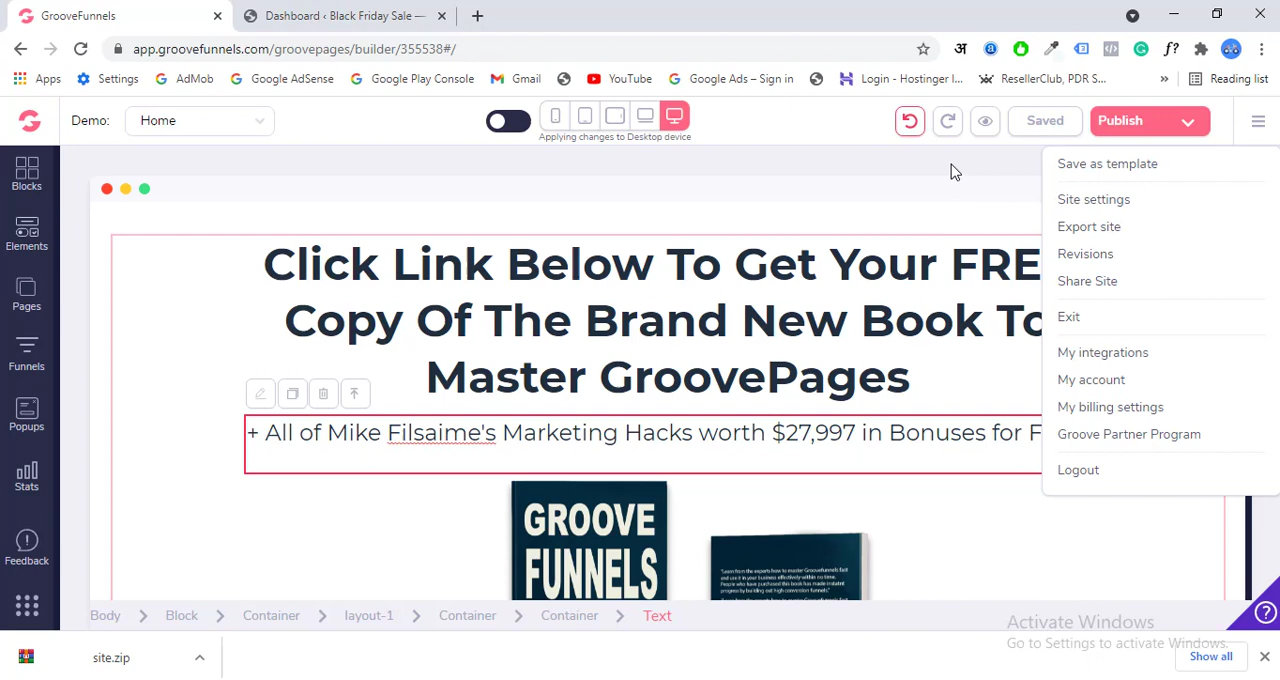 GrooveFunnels
Dashboard ‹ Black Friday Sale —
app.groovefunnels.com/groovepages/builder/355538#/
Apps Settings AdMob Google AdSense Google Play Console Gmail YouTube Google Ads – Sign in Login - Hostinger I... ResellerClub, PDR S... » Reading list
Demo: Home
Applying changes to Desktop device
Saved Publish
Blocks
Elements
Pages
Funnels
Popups
Stats
Feedback
Click Link Below To Get Your FREE
Copy Of The Brand New Book To
Master GroovePages
+ All of Mike Filsaime's Marketing Hacks worth $27,997 in Bonuses for F
GROOVE
FUNNELS
Save as template
Site settings
Export site
Revisions
Share Site
Exit
My integrations
My account
My billing settings
Groove Partner Program
Logout
Body Block Container layout-1 Container Container Text
Activate Windows
Go to Settings to activate Windows.
site.zip
Show all